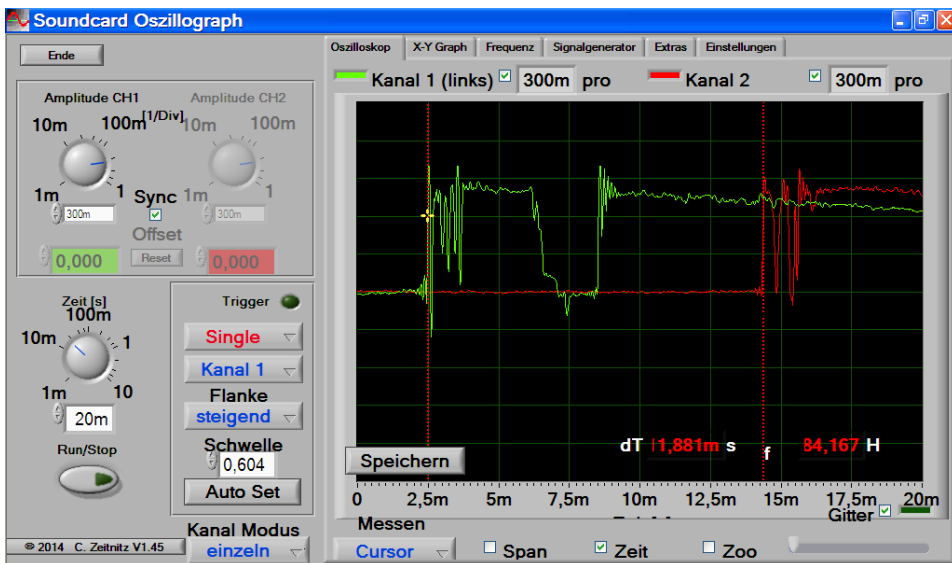 Soundcard Oszillograph
Ende
Oszilloskop X-Y Graph Frequenz Signalgenerator Extras Einstellungen
Kanal 1 (links) 300m pro Kanal 2 300m pro
Amplitude CH1 Amplitude CH2
10m 100m [1/Div] 10m 100m
1m 1 Sync 1m 1
300m 300m
Offset
0,000 Reset 0,000
Zeit [s]
100m
10m 1
1m 10
20m
Run/Stop
Trigger
Single
Kanal 1
Flanke
steigend
Schwelle
0,604
Auto Set
Kanal Modus
einzeln
© 2014 C. Zeitnitz V1.45
dT 11,881m s f 84,167 H
Speichern
0 2,5m 5m 7,5m 10m 12,5m 15m 17,5m 20m
Gitter
Messen
Cursor Span Zeit Zoo